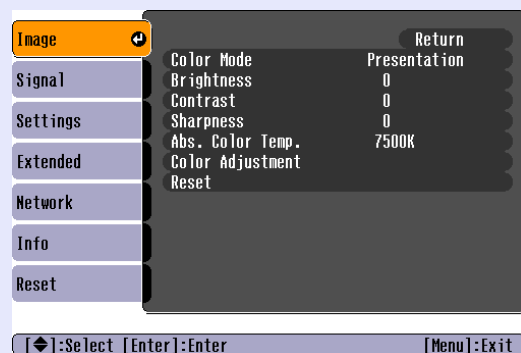 Image
Signal
Settings
Extended
Network
Info
Reset
Return
Color Mode Presentation
Brightness 0
Contrast 0
Sharpness 0
Abs. Color Temp. 7500K
Color Adjustment
Reset
[◆]:Select [Enter]:Enter [Menu]:Exit